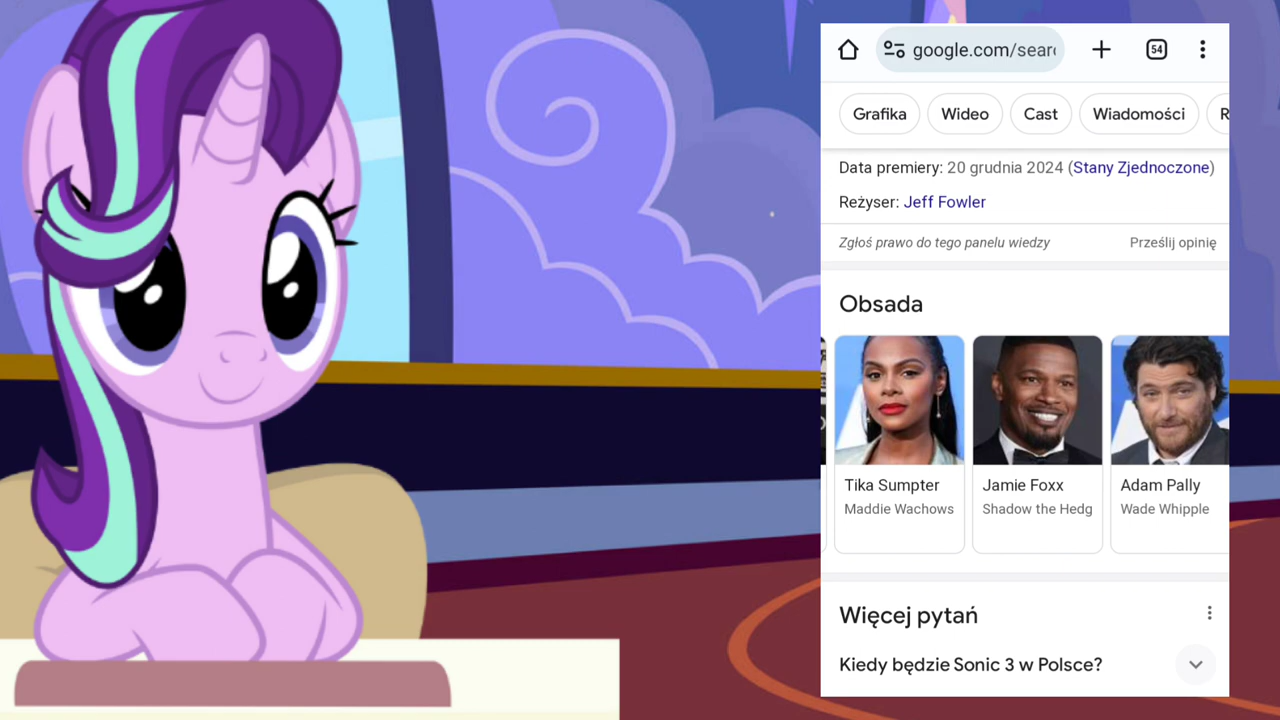 google.com/sear
54
Grafika
Wideo
Cast
Wiadomości
R
Data premiery: 20 grudnia 2024 (Stany Zjednoczone)
Reżyser: Jeff Fowler
Zgłoś prawo do tego panelu wiedzy
Prześlij opinię
Obsada
Tika Sumpter
Maddie Wachows
Jamie Foxx
Shadow the Hedg
Adam Pally
Wade Whipple
Więcej pytań
Kiedy będzie Sonic 3 w Polsce?